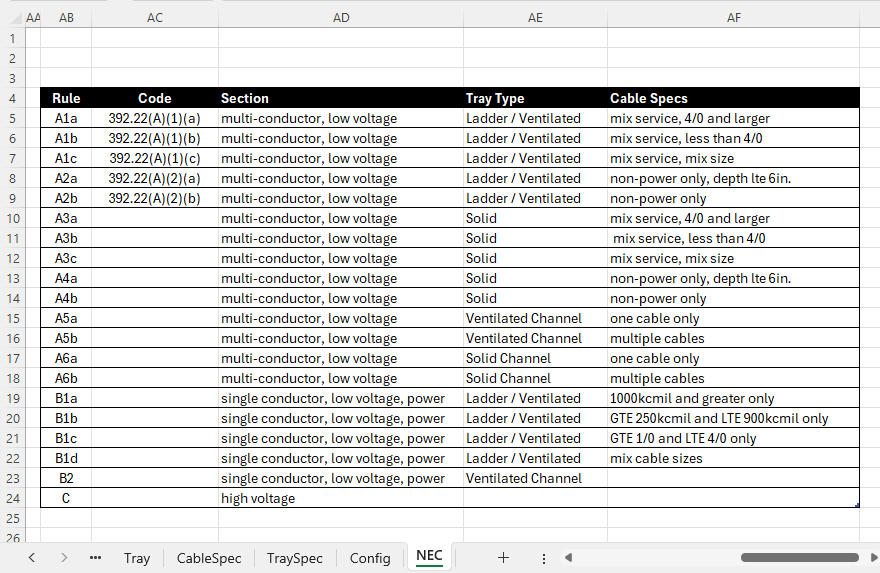 AA AB AC AD AE AF
1
2
3
4 Rule Code Section Tray Type Cable Specs
5 A1a 392.22(A)(1)(a) multi-conductor, low voltage Ladder / Ventilated mix service, 4/0 and larger
6 A1b 392.22(A)(1)(b) multi-conductor, low voltage Ladder / Ventilated mix service, less than 4/0
7 A1c 392.22(A)(1)(c) multi-conductor, low voltage Ladder / Ventilated mix service, mix size
8 A2a 392.22(A)(2)(a) multi-conductor, low voltage Ladder / Ventilated non-power only, depth lte 6in.
9 A2b 392.22(A)(2)(b) multi-conductor, low voltage Ladder / Ventilated non-power only
10 A3a multi-conductor, low voltage Solid mix service, 4/0 and larger
11 A3b multi-conductor, low voltage Solid mix service, less than 4/0
12 A3c multi-conductor, low voltage Solid mix service, mix size
13 A4a multi-conductor, low voltage Solid non-power only, depth lte 6in.
14 A4b multi-conductor, low voltage Solid non-power only
15 A5a multi-conductor, low voltage Ventilated Channel one cable only
16 A5b multi-conductor, low voltage Ventilated Channel multiple cables
17 A6a multi-conductor, low voltage Solid Channel one cable only
18 A6b multi-conductor, low voltage Solid Channel multiple cables
19 B1a single conductor, low voltage, power Ladder / Ventilated 1000kcmil and greater only
20 B1b single conductor, low voltage, power Ladder / Ventilated GTE 250kcmil and LTE 900kcmil only
21 B1c single conductor, low voltage, power Ladder / Ventilated GTE 1/0 and LTE 4/0 only
22 B1d single conductor, low voltage, power Ladder / Ventilated mix cable sizes
23 B2 single conductor, low voltage, power Ventilated Channel
24 C high voltage
25
26
Tray CableSpec TraySpec Config NEC